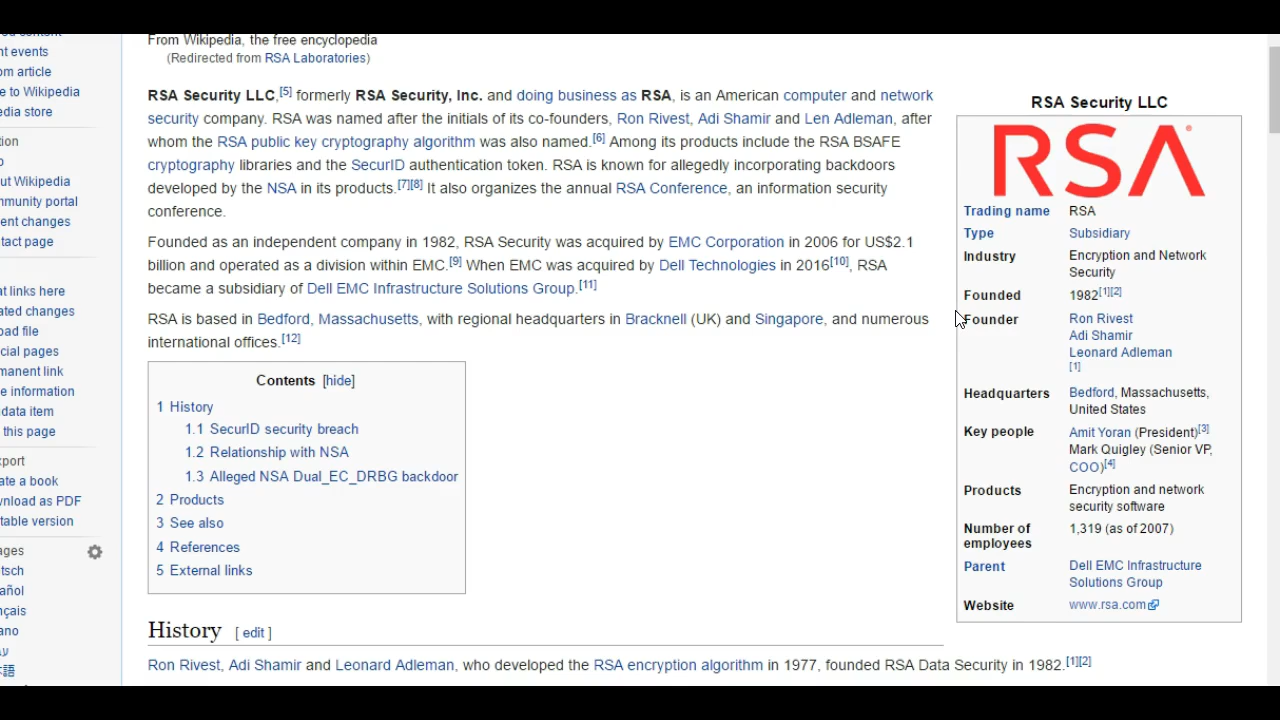 From Wikipedia, the free encyclopedia
(Redirected from RSA Laboratories)
RSA Security LLC,[5] formerly RSA Security, Inc. and doing business as RSA, is an American computer and network
security company. RSA was named after the initials of its co-founders, Ron Rivest, Adi Shamir and Len Adleman, after
whom the RSA public key cryptography algorithm was also named.[6] Among its products include the RSA BSAFE
cryptography libraries and the SecurID authentication token. RSA is known for allegedly incorporating backdoors
developed by the NSA in its products.[7][8] It also organizes the annual RSA Conference, an information security
conference.
Founded as an independent company in 1982, RSA Security was acquired by EMC Corporation in 2006 for US$2.1
billion and operated as a division within EMC.[9] When EMC was acquired by Dell Technologies in 2016[10], RSA
became a subsidiary of Dell EMC Infrastructure Solutions Group.[11]
RSA is based in Bedford, Massachusetts, with regional headquarters in Bracknell (UK) and Singapore, and numerous
international offices.[12]
Contents [hide]
1 History
1.1 SecurID security breach
1.2 Relationship with NSA
1.3 Alleged NSA Dual_EC_DRBG backdoor
2 Products
3 See also
4 References
5 External links
History [ edit ]
Ron Rivest, Adi Shamir and Leonard Adleman, who developed the RSA encryption algorithm in 1977, founded RSA Data Security in 1982.[1][2]
RSA Security LLC
RSA
Trading name RSA
Type Subsidiary
Industry Encryption and Network
Security
Founded 1982[1][2]
Founder Ron Rivest
Adi Shamir
Leonard Adleman
[1]
Headquarters Bedford, Massachusetts,
United States
Key people Amit Yoran (President)[3]
Mark Quigley (Senior VP,
COO)[4]
Products Encryption and network
security software
Number of
employees 1,319 (as of 2007)
Parent Dell EMC Infrastructure
Solutions Group
Website www.rsa.com
nt events
om article
e to Wikipedia
edia store
tion
o
ut Wikipedia
mmunity portal
ent changes
tact page
at links here
ated changes
oad file
cial pages
manent link
e information
data item
this page
xport
ate a book
wnload as PDF
table version
ages
tsch
añol
nçais
ano
本語